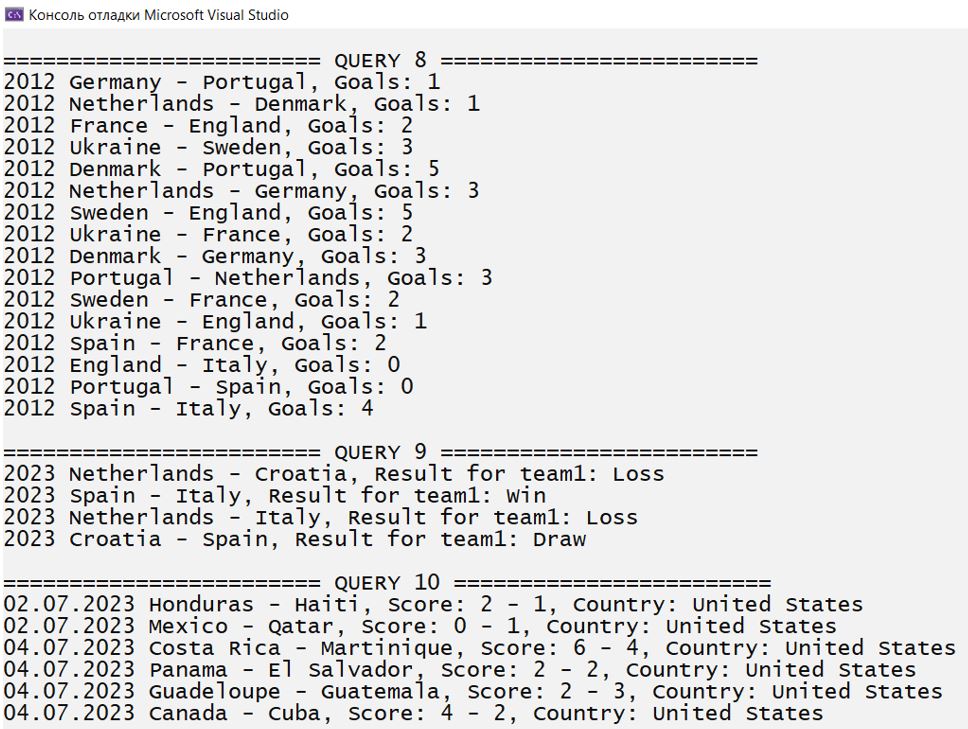 Консоль отладки Microsoft Visual Studio
======================== QUERY 8 ========================
2012 Germany - Portugal, Goals: 1
2012 Netherlands - Denmark, Goals: 1
2012 France - England, Goals: 2
2012 Ukraine - Sweden, Goals: 3
2012 Denmark - Portugal, Goals: 5
2012 Netherlands - Germany, Goals: 3
2012 Sweden - England, Goals: 5
2012 Ukraine - France, Goals: 2
2012 Denmark - Germany, Goals: 3
2012 Portugal - Netherlands, Goals: 3
2012 Sweden - France, Goals: 2
2012 Ukraine - England, Goals: 1
2012 Spain - France, Goals: 2
2012 England - Italy, Goals: 0
2012 Portugal - Spain, Goals: 0
2012 Spain - Italy, Goals: 4
======================== QUERY 9 ========================
2023 Netherlands - Croatia, Result for team1: Loss
2023 Spain - Italy, Result for team1: Win
2023 Netherlands - Italy, Result for team1: Loss
2023 Croatia - Spain, Result for team1: Draw
======================== QUERY 10 ========================
02.07.2023 Honduras - Haiti, Score: 2 - 1, Country: United States
02.07.2023 Mexico - Qatar, Score: 0 - 1, Country: United States
04.07.2023 Costa Rica - Martinique, Score: 6 - 4, Country: United States
04.07.2023 Panama - El Salvador, Score: 2 - 2, Country: United States
04.07.2023 Guadeloupe - Guatemala, Score: 2 - 3, Country: United States
04.07.2023 Canada - Cuba, Score: 4 - 2, Country: United States